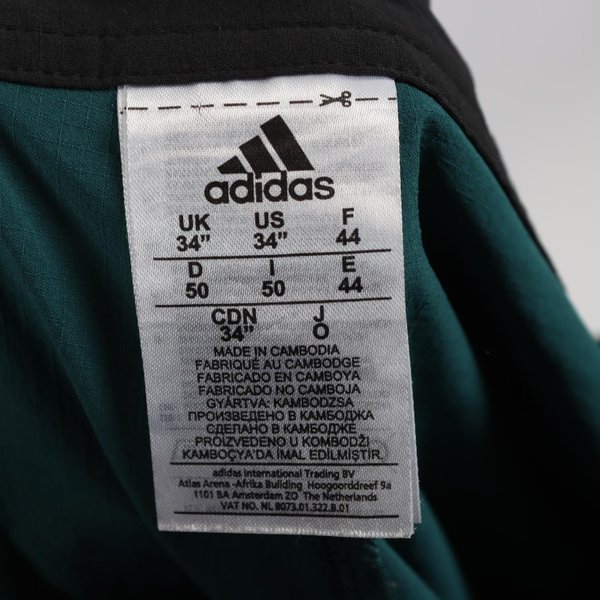 adidas
UK US F
34" 34" 44
D I E
50 50 44
CDN J
34" O
MADE IN CAMBODIA
FABRIQUÉ AU CAMBODGE
FABRICADO EN CAMBOYA
FABRICADO NO CAMBOJA
GYÁRTVA: KAMBODZSA
ПРОИЗВЕДЕНО В КАМБОДЖА
СДЕЛАНО В КАМБОДЖЕ
PROIZVEDENO U KOMBODŽI
KAMBOÇYA'DA İMAL EDİLMİŞTİR.
adidas International Trading BV
Atlas Arena -Afrika Building Hoogoorddreef 9a
1101 BA Amsterdam ZO The Netherlands
VAT NO. NL 8073.01.322.B.01